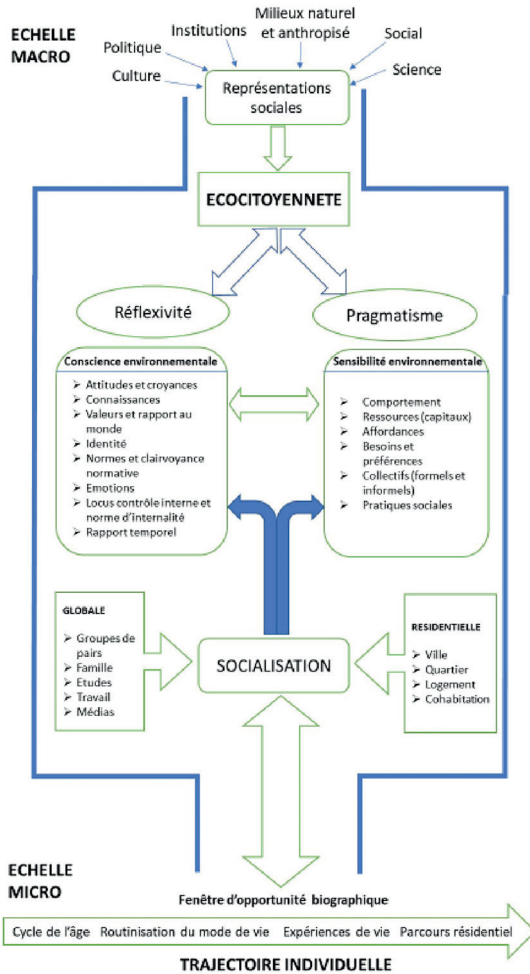 ECHELLE
MACRO
Institutions
Milieux naturel
et anthropisé
Social
Politique
Culture
Science
Représentations
sociales
ECOCITOYENNETE
Réflexivité
Pragmatisme
Conscience environnementale
➢ Attitudes et croyances
➢ Connaissances
➢ Valeurs et rapport au
monde
➢ Identité
➢ Normes et clairvoyance
normative
➢ Emotions
➢ Locus contrôle interne et
norme d'internalité
➢ Rapport temporel
Sensibilité environnementale
➢ Comportement
➢ Ressources (capitaux)
➢ Affordances
➢ Besoins et
préférences
➢ Collectifs (formels et
informels)
➢ Pratiques sociales
GLOBALE
➢ Groupes de
pairs
➢ Famille
➢ Etudes
➢ Travail
➢ Médias
SOCIALISATION
RESIDENTIELLE
➢ Ville
➢ Quartier
➢ Logement
➢ Cohabitation
ECHELLE
MICRO
Fenêtre d'opportunité biographique
Cycle de l'âge Routinisation du mode de vie Expériences de vie Parcours résidentiel
TRAJECTOIRE INDIVIDUELLE